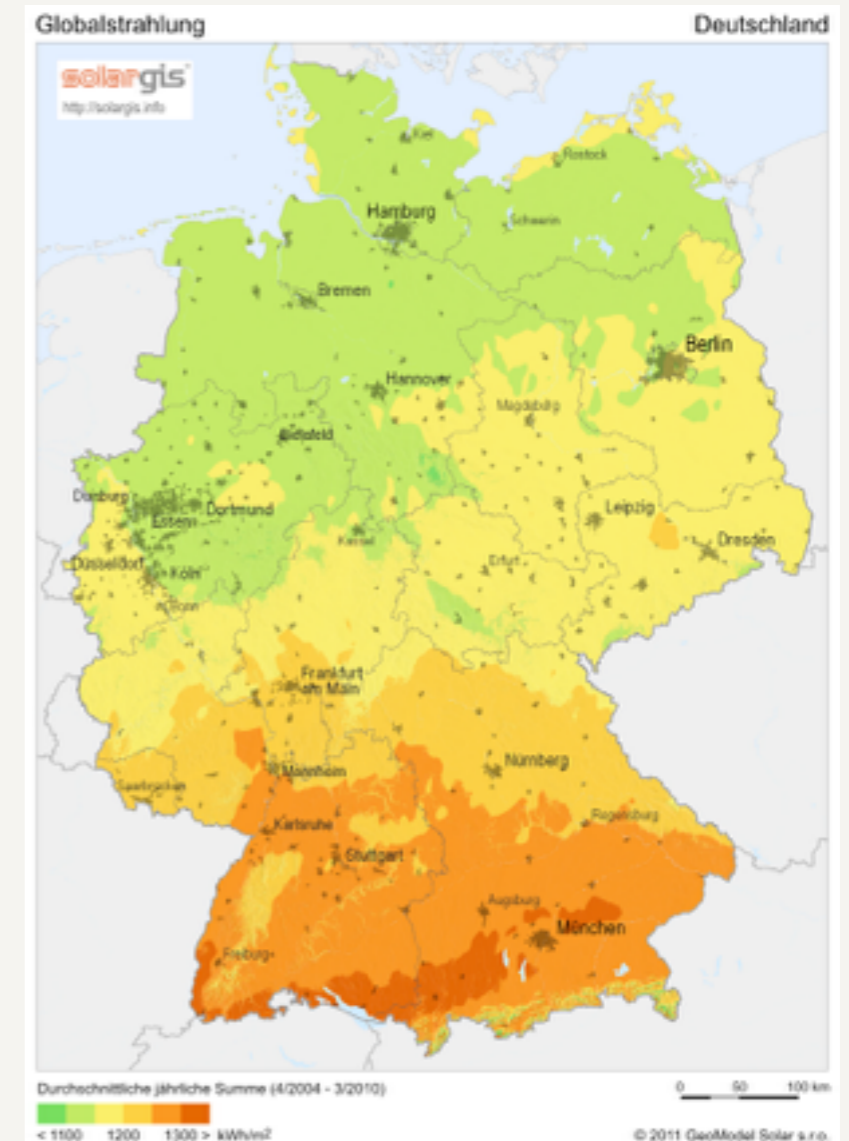 Globalstrahlung Deutschland
solargis
http://solargis.info
Kiel
Rostock
Hamburg
Schwerin
Bremen
Berlin
Hannover
Magdeburg
Bielefeld
Duisburg
Dortmund
Essen
Leipzig
Kassel
Dresden
Düsseldorf
Köln
Erfurt
Bonn
Frankfurt
am Main
Nürnberg
Mannheim
Saarbrücken
Regensburg
Karlsruhe
Stuttgart
Augsburg
München
Freiburg
Durchschnittliche jährliche Summe (4/2004 - 3/2010)
0 50 100 km
< 1100 1200 1300 > kWh/m2
© 2011 GeoModel Solar s.r.o.